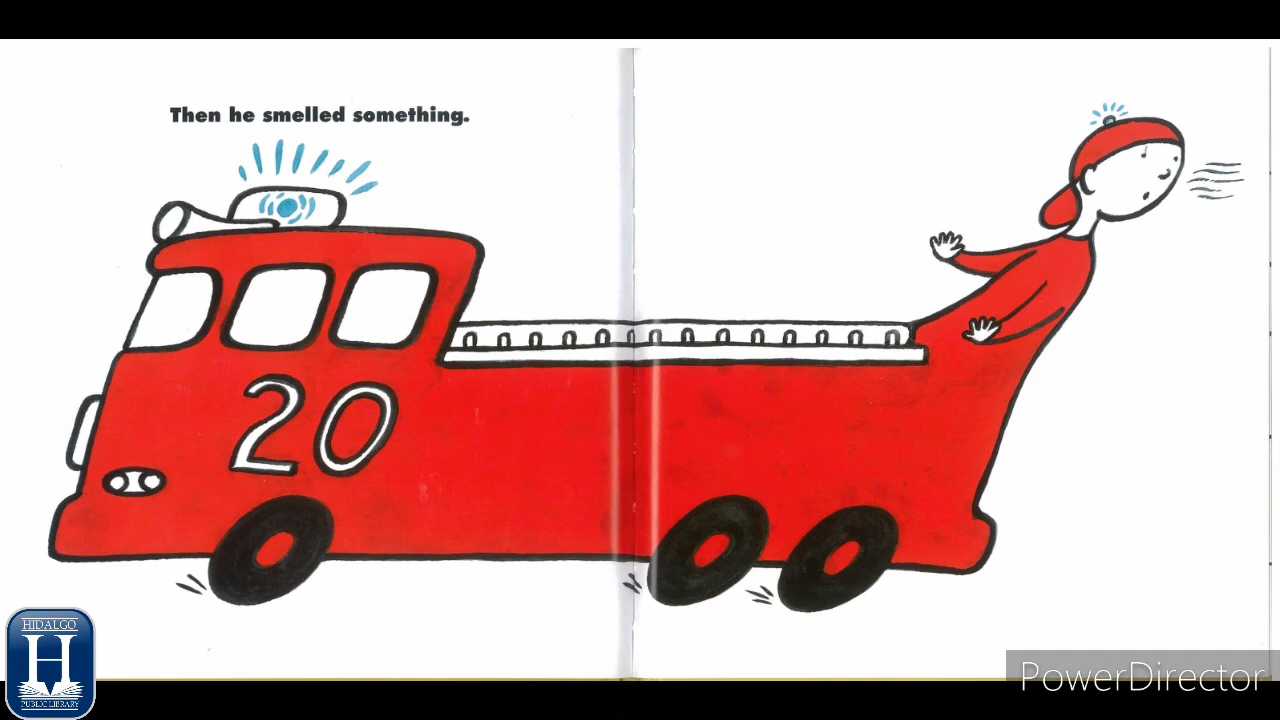 Then he smelled something.
20
HIDALGO
H
PUBLIC LIBRARY
PowerDirector